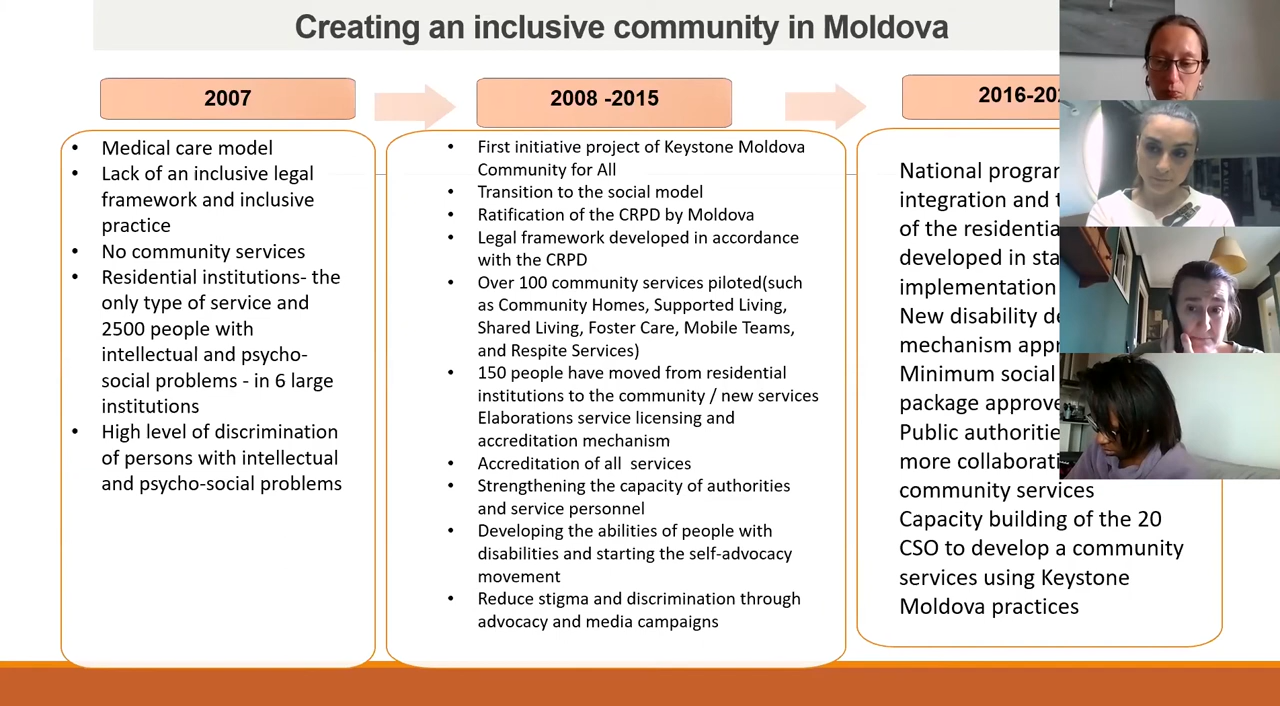 Creating an inclusive community in Moldova
2007
• Medical care model
• Lack of an inclusive legal
framework and inclusive
practice
• No community services
• Residential institutions- the
only type of service and
2500 people with
intellectual and psycho-
social problems - in 6 large
institutions
• High level of discrimination
of persons with intellectual
and psycho-social problems
2008 -2015
• First initiative project of Keystone Moldova
Community for All
• Transition to the social model
• Ratification of the CRPD by Moldova
• Legal framework developed in accordance
with the CRPD
• Over 100 community services piloted(such
as Community Homes, Supported Living,
Shared Living, Foster Care, Mobile Teams,
and Respite Services)
• 150 people have moved from residential
institutions to the community / new services
Elaborations service licensing and
accreditation mechanism
• Accreditation of all services
• Strengthening the capacity of authorities
and service personnel
• Developing the abilities of people with
disabilities and starting the self-advocacy
movement
• Reduce stigma and discrimination through
advocacy and media campaigns
National
integration and
of the
developed in
implementation
New disability
mechanism
Minimum social
package
Public
more
community services
Capacity building of the 20
CSO to develop a community
services using Keystone
Moldova practices